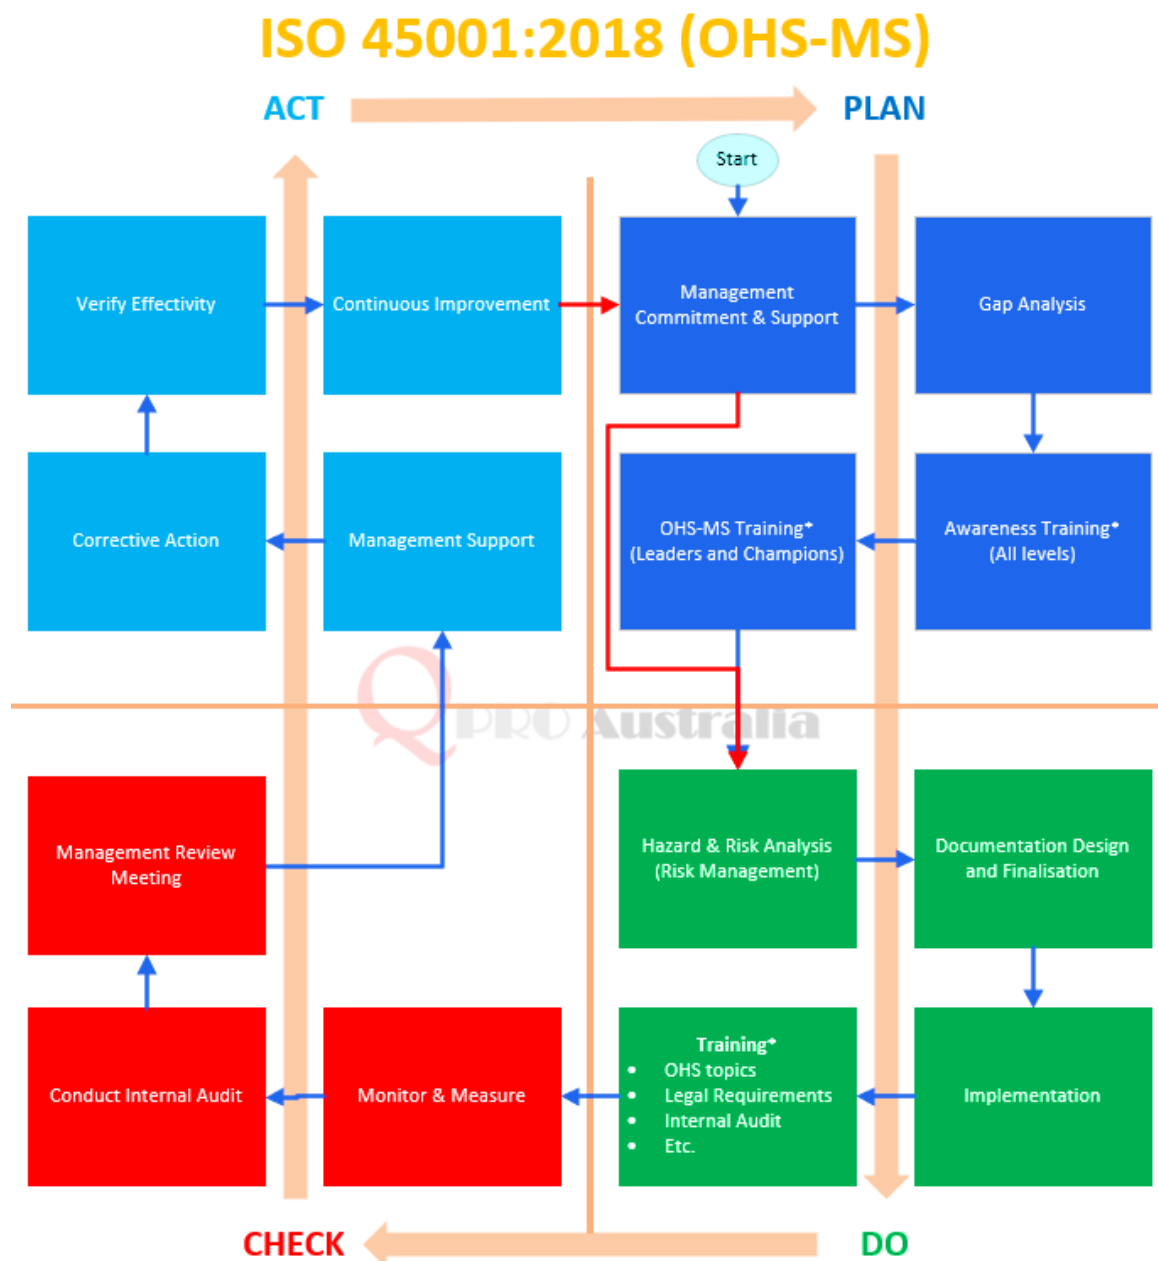 ISO 45001:2018 (OHS-MS)
ACT
PLAN
Start
Verify Effectivity
Continuous Improvement
Management
Commitment & Support
Gap Analysis
Corrective Action
Management Support
OHS-MS Training*
(Leaders and Champions)
Awareness Training*
(All levels)
QPRO Australia
Management Review
Meeting
Hazard & Risk Analysis
(Risk Management)
Documentation Design
and Finalisation
Conduct Internal Audit
Monitor & Measure
Training*
• OHS topics
• Legal Requirements
• Internal Audit
• Etc.
Implementation
CHECK
DO